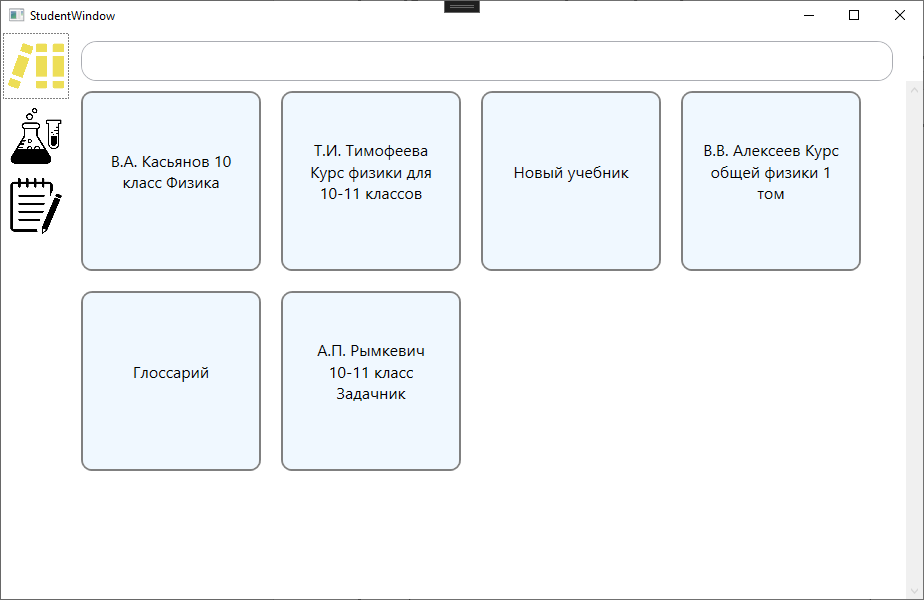 StudentWindow
В.А. Касьянов 10
класс Физика
Т.И. Тимофеева
Курс физики для
10-11 классов
Новый учебник
В.В. Алексеев Курс
общей физики 1
том
Глоссарий
А.П. Рымкевич
10-11 класс
Задачник